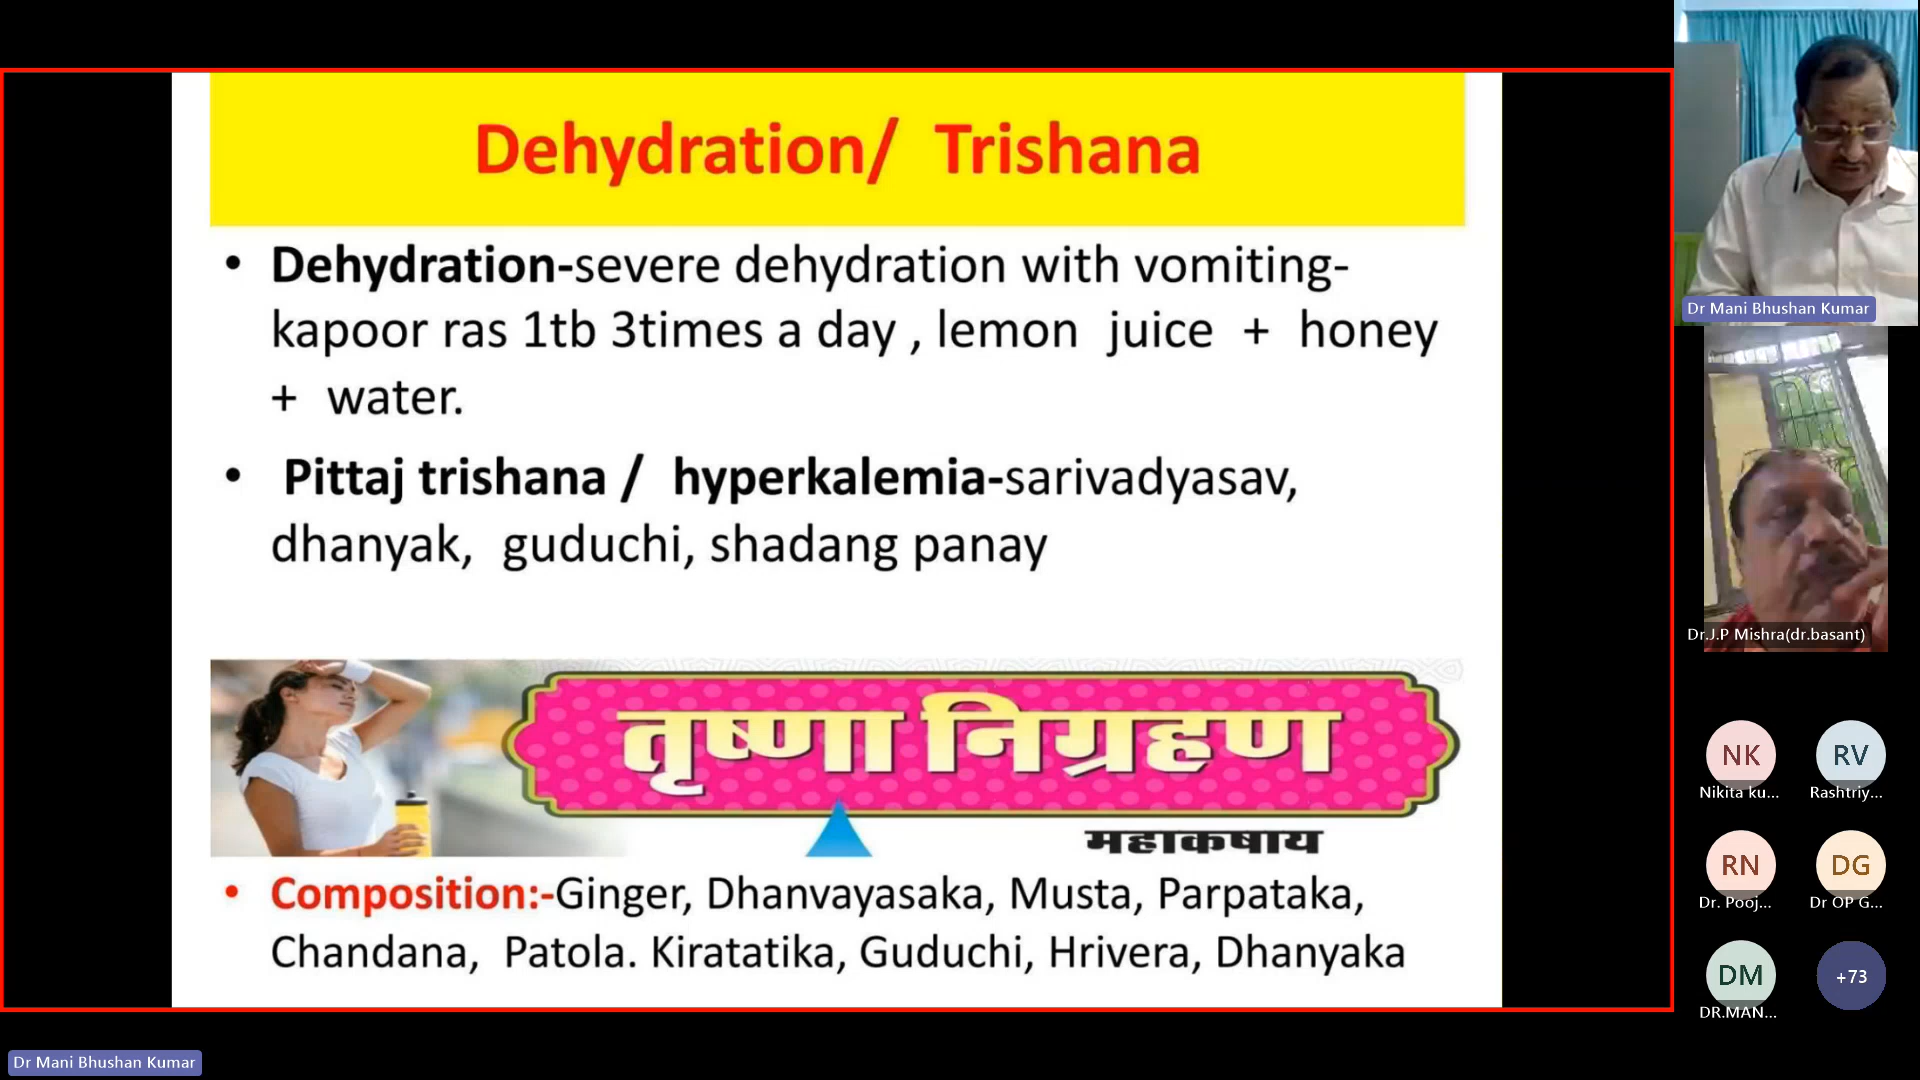 Dehydration/ Trishana
• Dehydration-severe dehydration with vomiting-
kapoor ras 1tb 3times a day , lemon juice + honey
+ water.
• Pittaj trishana / hyperkalemia-sarivadyasav,
dhanyak, guduchi, shadang panay
तृष्णा निग्रहण
महाकषाय
• Composition:-Ginger, Dhanvayasaka, Musta, Parpataka,
Chandana, Patola. Kiratatika, Guduchi, Hrivera, Dhanyaka
Dr Mani Bhushan Kumar
Dr.J.P Mishra(dr.basant)
NK
RV
Nikita ku...
Rashtriy...
RN
DG
Dr. Pooj...
Dr OP G...
DM
+73
DR.MAN...
Dr Mani Bhushan Kumar